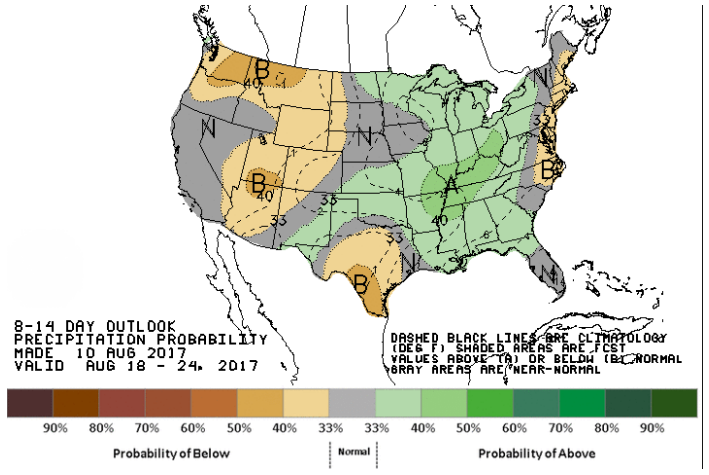 B
40
N
N
N
33
A
B
B
40
33
33
40
33
N
B
N
8-14 DAY OUTLOOK
PRECIPITATION PROBABILITY
MADE 10 AUG 2017
VALID AUG 18 - 24, 2017
DASHED BLACK LINES ARE CLIMATOLOGY
(DEG F) SHADED AREAS ARE FCST
VALUES ABOVE (A) OR BELOW (B) NORMAL
GRAY AREAS ARE NEAR-NORMAL
90% 80% 70% 60% 50% 40% 33% 33% 40% 50% 60% 70% 80% 90%
Probability of Below Normal Probability of Above